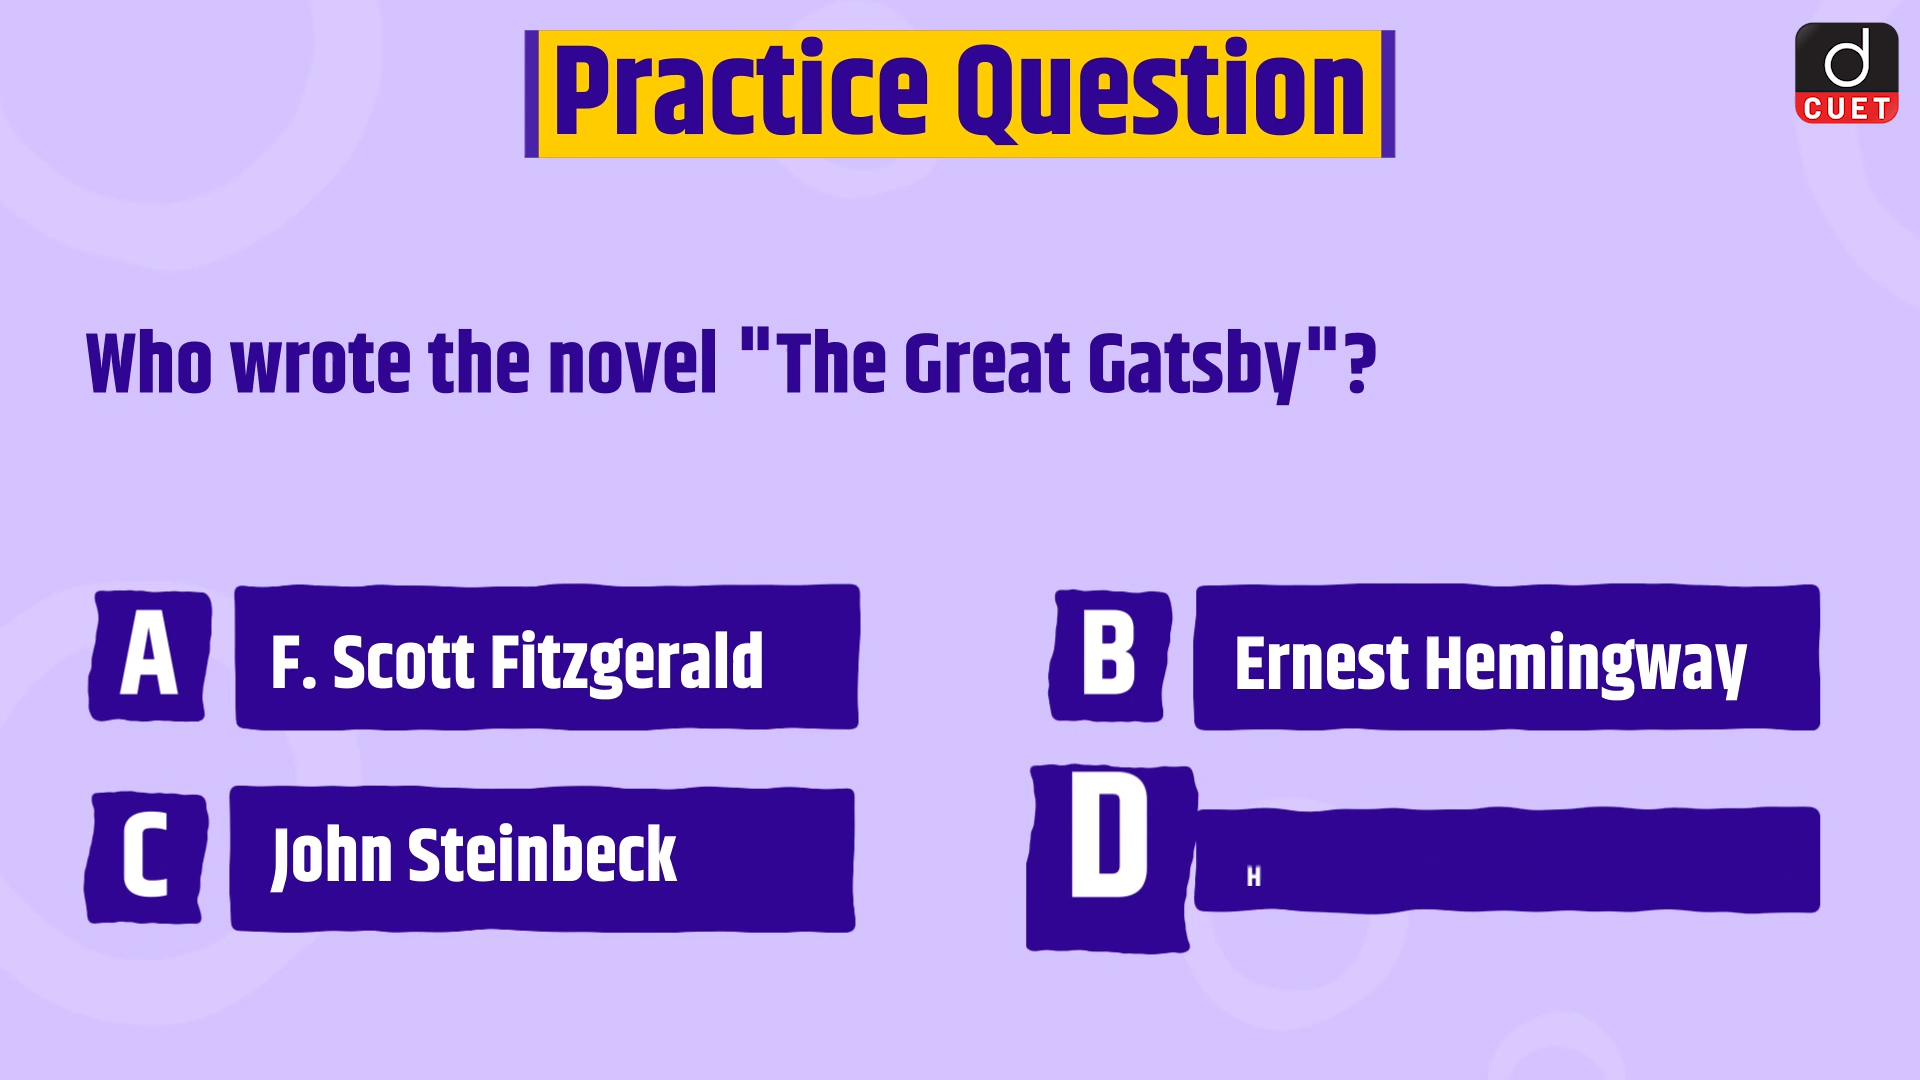 Practice Question
d
CUET
Who wrote the novel "The Great Gatsby"?
A
F. Scott Fitzgerald
B
Ernest Hemingway
C
John Steinbeck
D
H